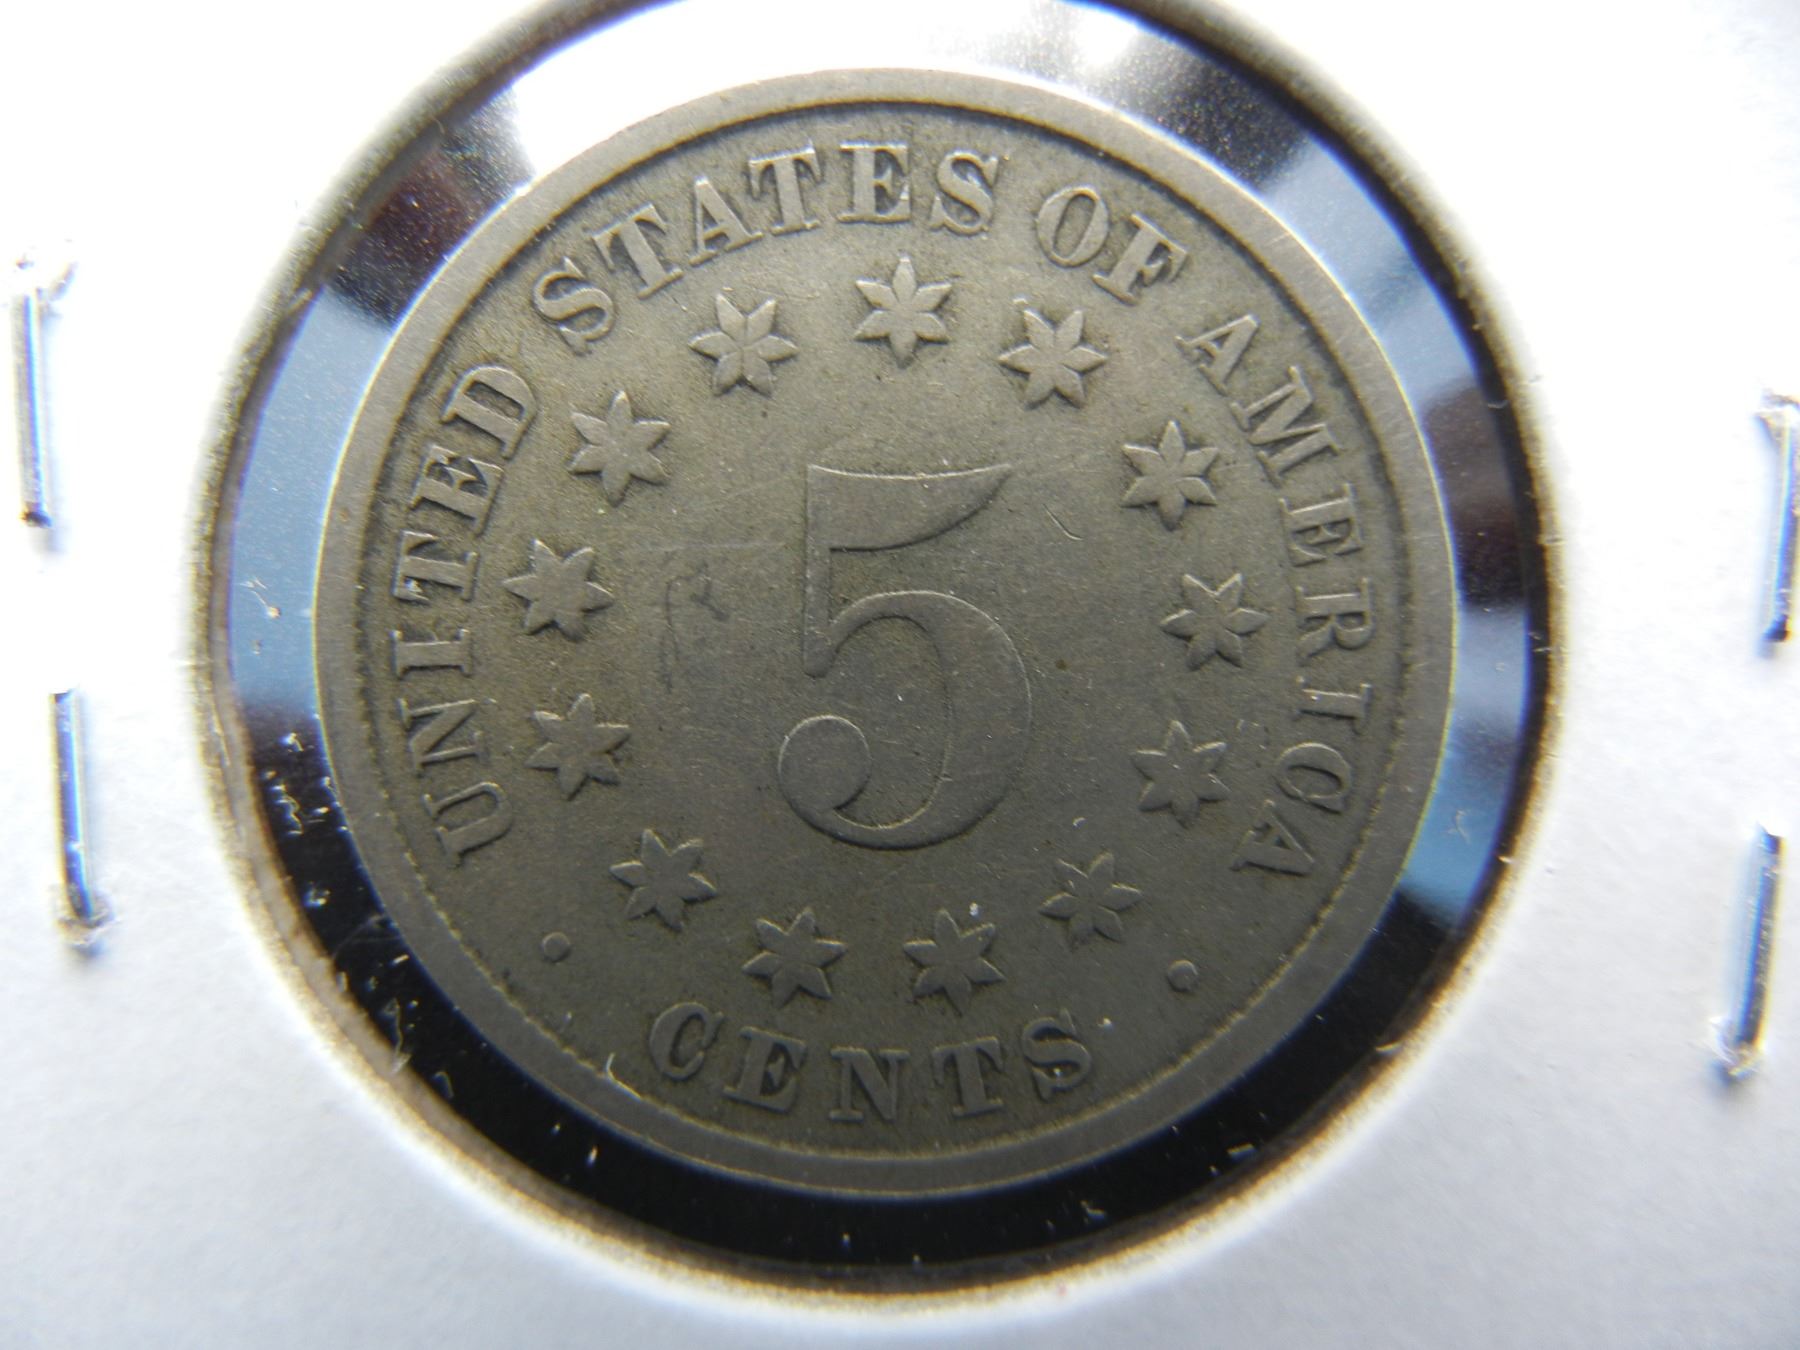 UNITED STATES OF AMERICA
5
CENTS